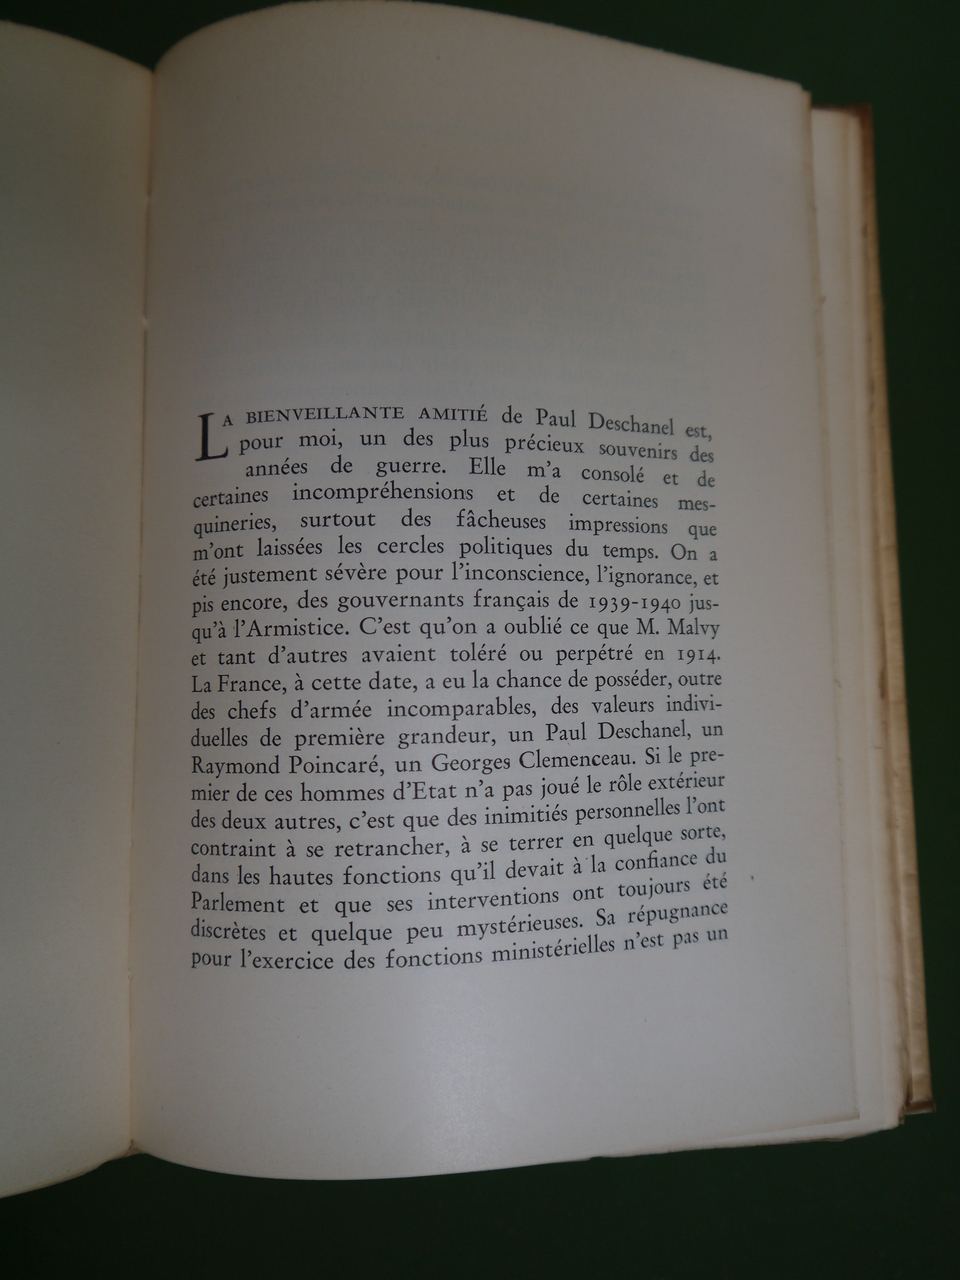 LA BIENVEILLANTE AMITIÉ de Paul Deschanel est,
pour moi, un des plus précieux souvenirs des
années de guerre. Elle m'a consolé et de
certaines incompréhensions et de certaines mes-
quineries, surtout des fâcheuses impressions que
m'ont laissées les cercles politiques du temps. On a
été justement sévère pour l'inconscience, l'ignorance, et
pis encore, des gouvernants français de 1939-1940 jus-
qu'à l'Armistice. C'est qu'on a oublié ce que M. Malvy
et tant d'autres avaient toléré ou perpétré en 1914.
La France, à cette date, a eu la chance de posséder, outre
des chefs d'armée incomparables, des valeurs indivi-
duelles de première grandeur, un Paul Deschanel, un
Raymond Poincaré, un Georges Clemenceau. Si le pre-
mier de ces hommes d'Etat n'a pas joué le rôle extérieur
des deux autres, c'est que des inimitiés personnelles l'ont
contraint à se retrancher, à se terrer en quelque sorte,
dans les hautes fonctions qu'il devait à la confiance du
Parlement et que ses interventions ont toujours été
discrètes et quelque peu mystérieuses. Sa répugnance
pour l'exercice des fonctions ministérielles n'est pas un